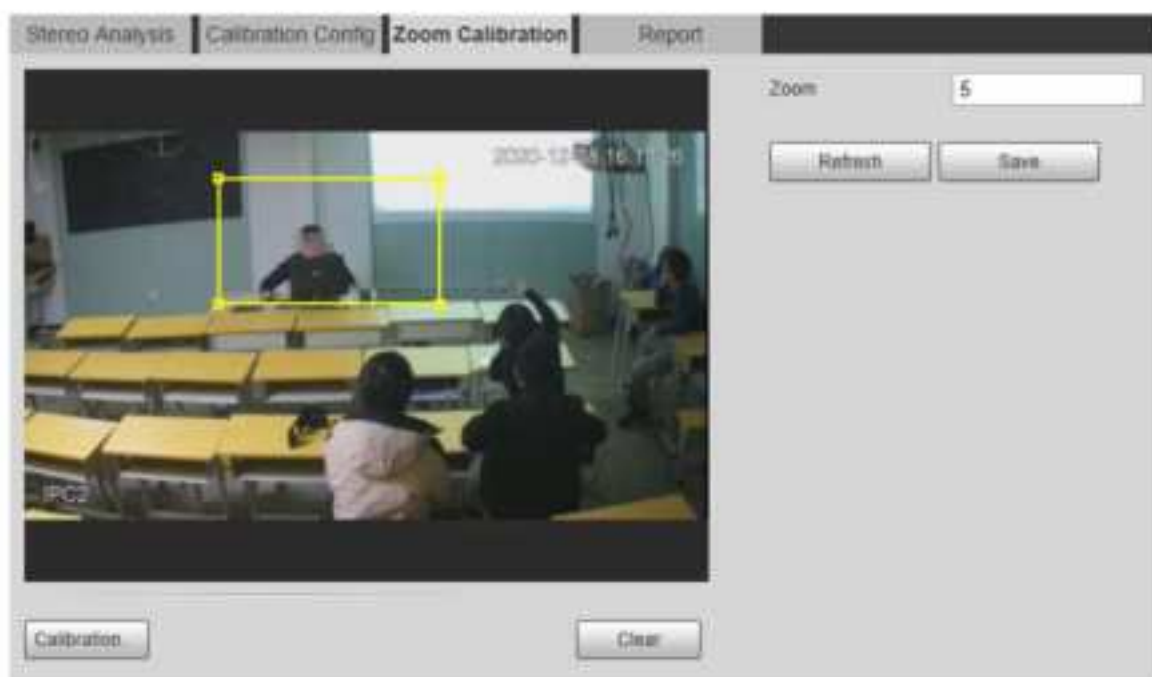 Stereo Analysis Calibration Config Zoom Calibration Report
Zoom 5
Refresh Save
IPC2
Calibration Clear